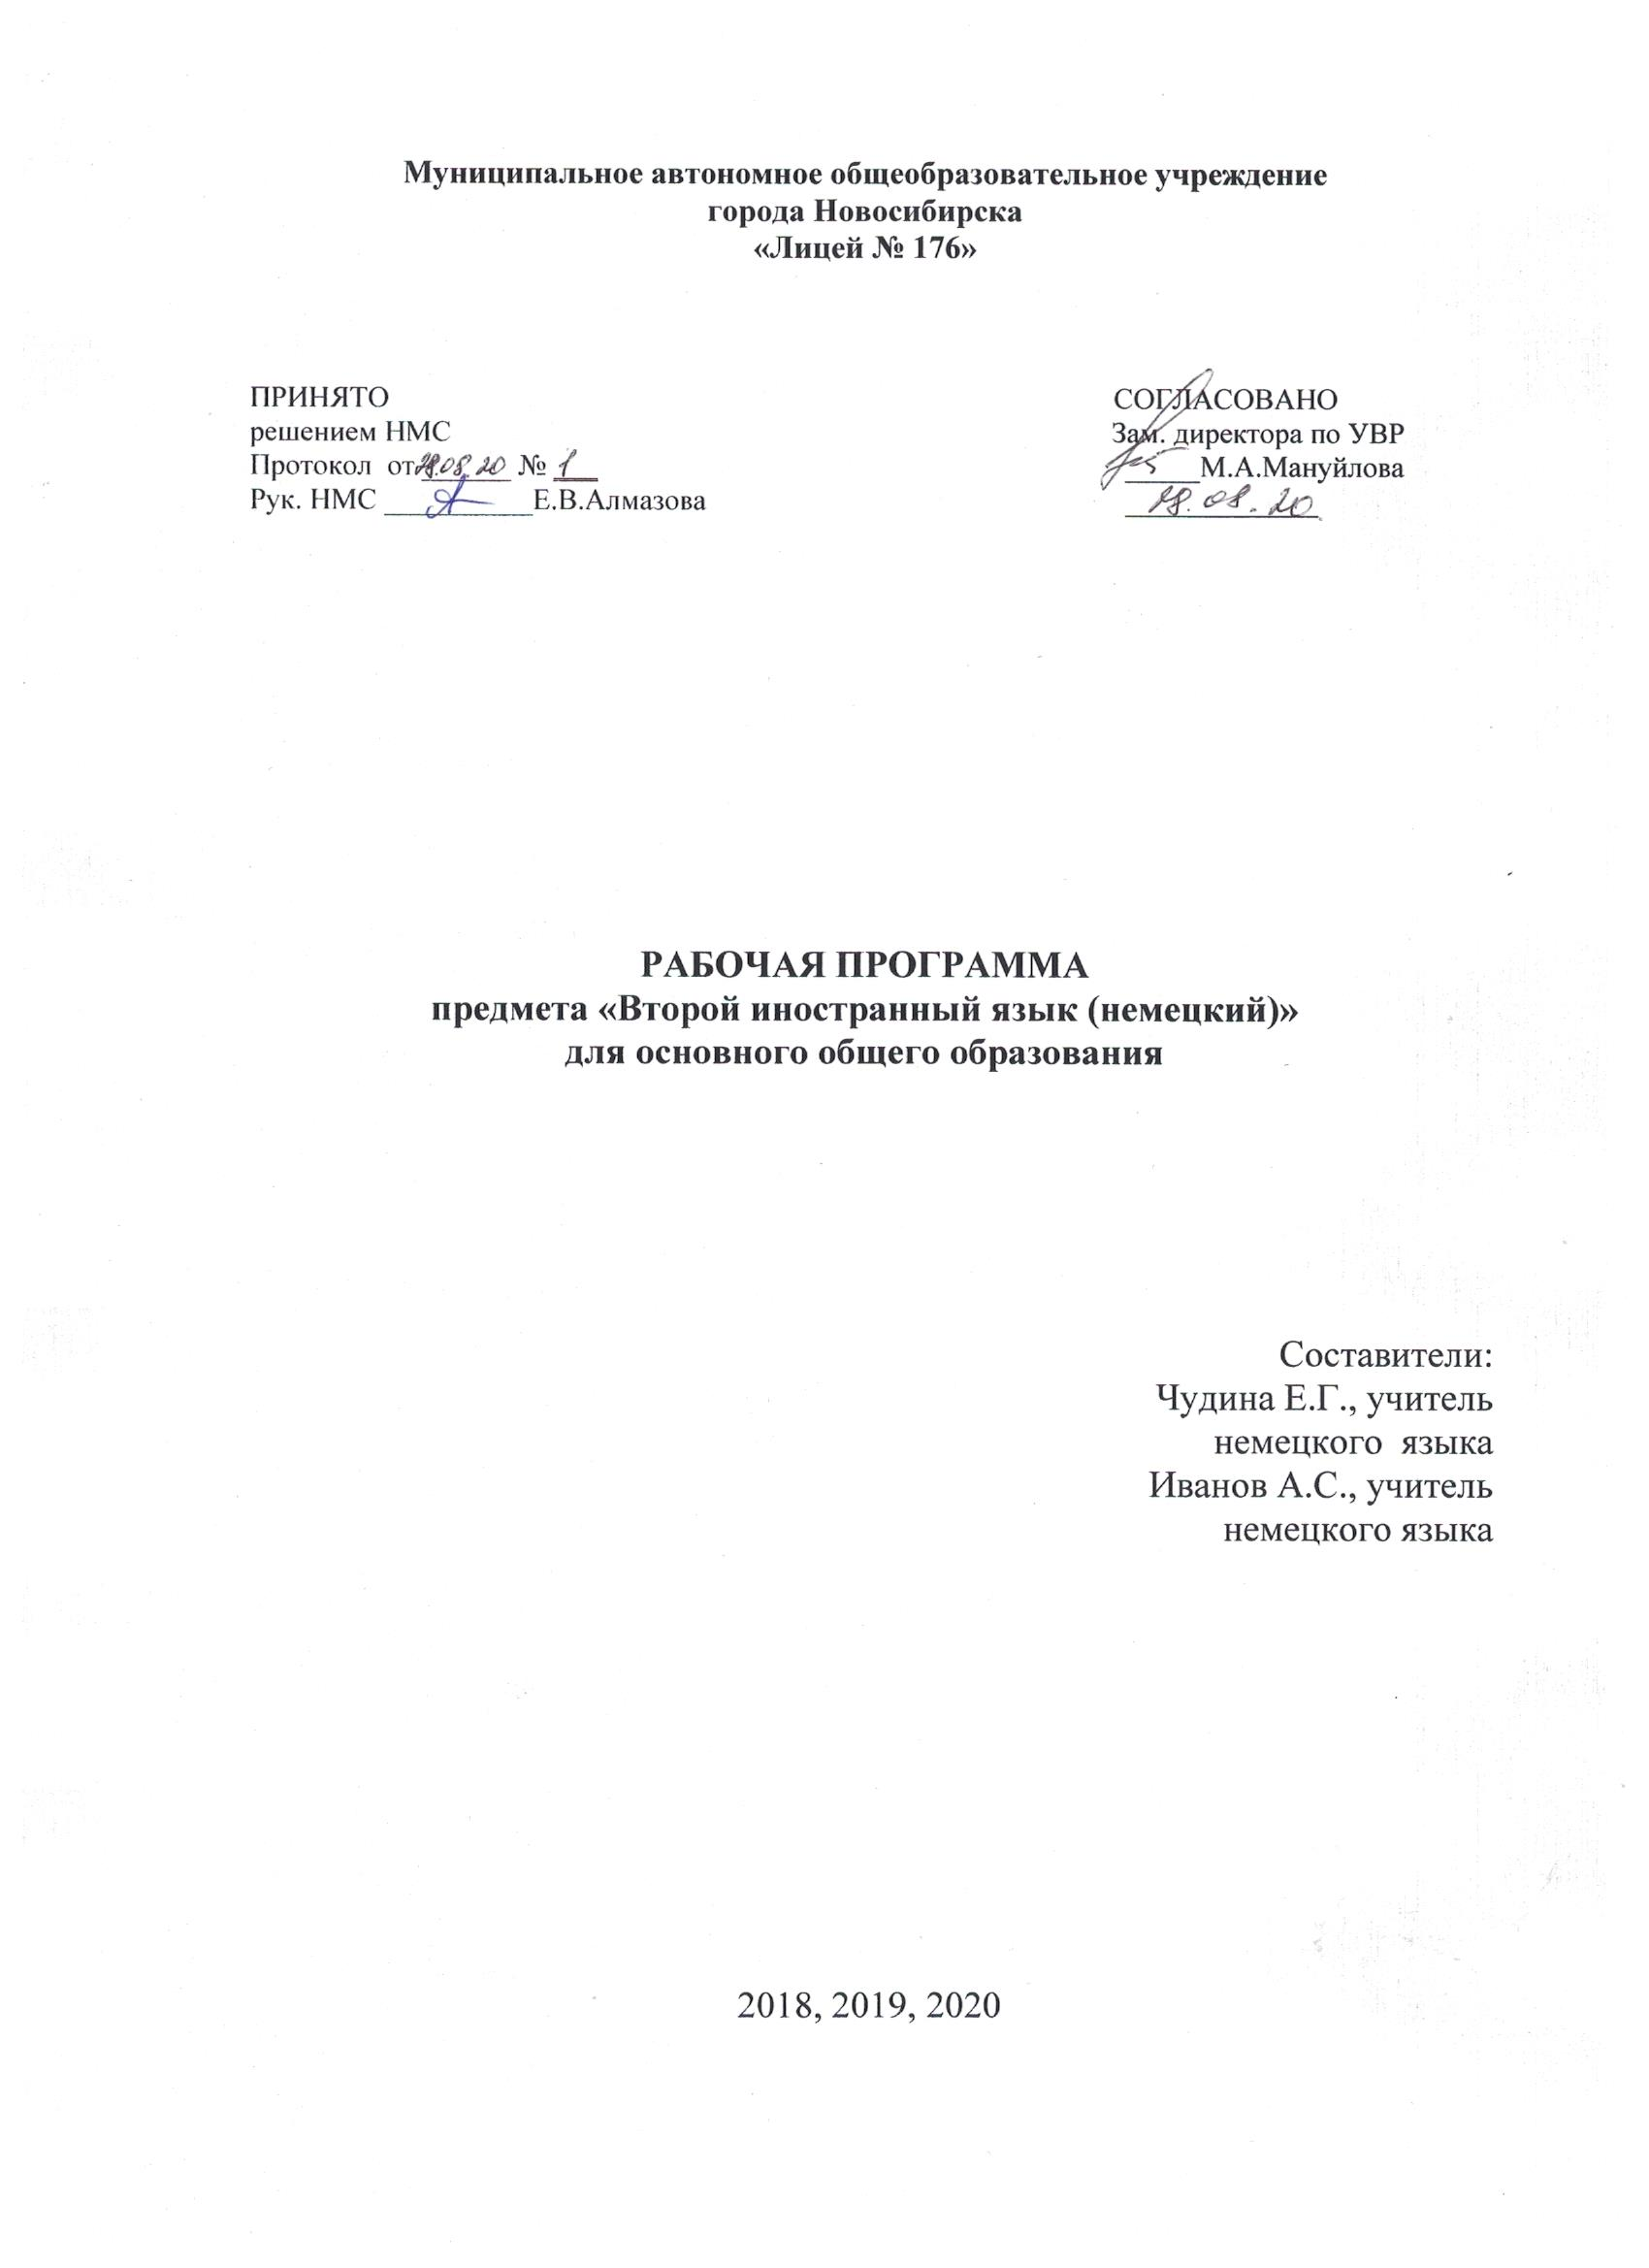 Муниципальное автономное общеобразовательное учреждение
города Новосибирска
«Лицей № 176»
ПРИНЯТО
решением НМС
Протокол от 28.08.20 № 1
Рук. НМС ___________Е.В.Алмазова
СОГЛАСОВАНО
Зам. директора по УВР
_____М.А.Мануйлова
28.08.20
РАБОЧАЯ ПРОГРАММА
предмета «Второй иностранный язык (немецкий)»
для основного общего образования
Составители:
Чудина Е.Г., учитель
немецкого языка
Иванов А.С., учитель
немецкого языка
2018, 2019, 2020